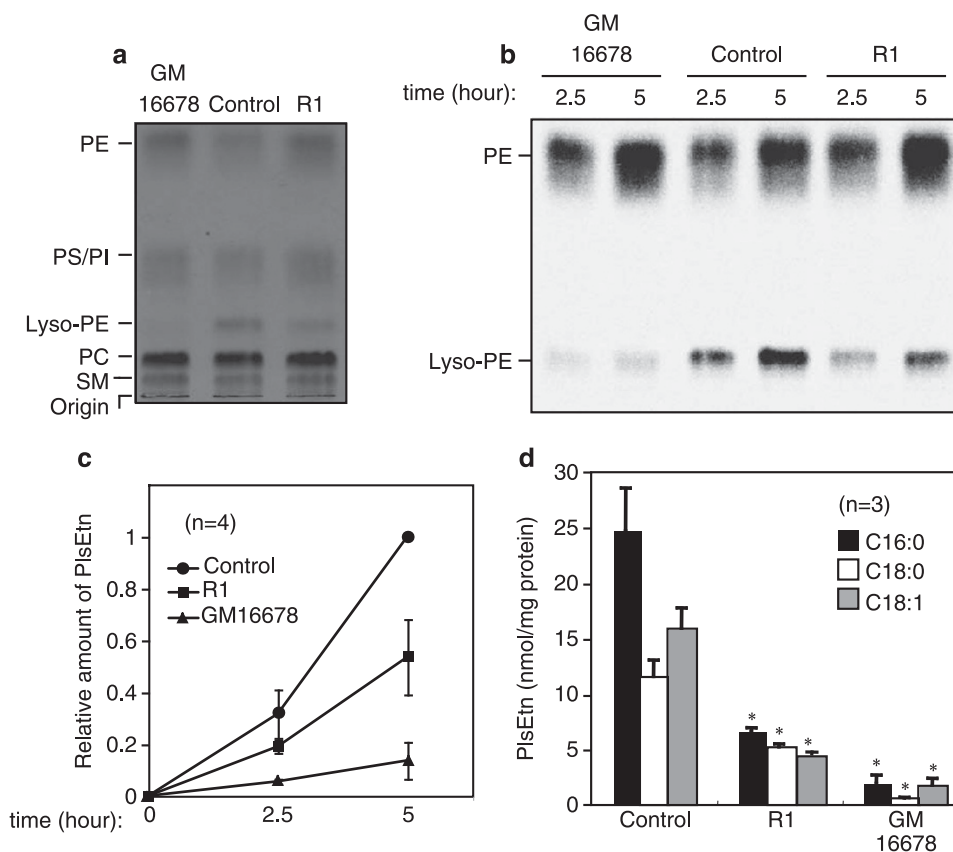 a
GM
16678 Control R1
PE
PS/PI
Lyso-PE
PC
SM
Origin
b
GM
16678 Control R1
time (hour): 2.5 5 2.5 5 2.5 5
PE
Lyso-PE
c
Relative amount of PlsEtn
(n=4)
Control
R1
GM16678
1
0.8
0.6
0.4
0.2
0
time (hour): 0 2.5 5
d
PlsEtn (nmol/mg protein)
(n=3)
C16:0
C18:0
C18:1
30
25
20
15
10
5
0
* * *
* * *
Control R1 GM
16678